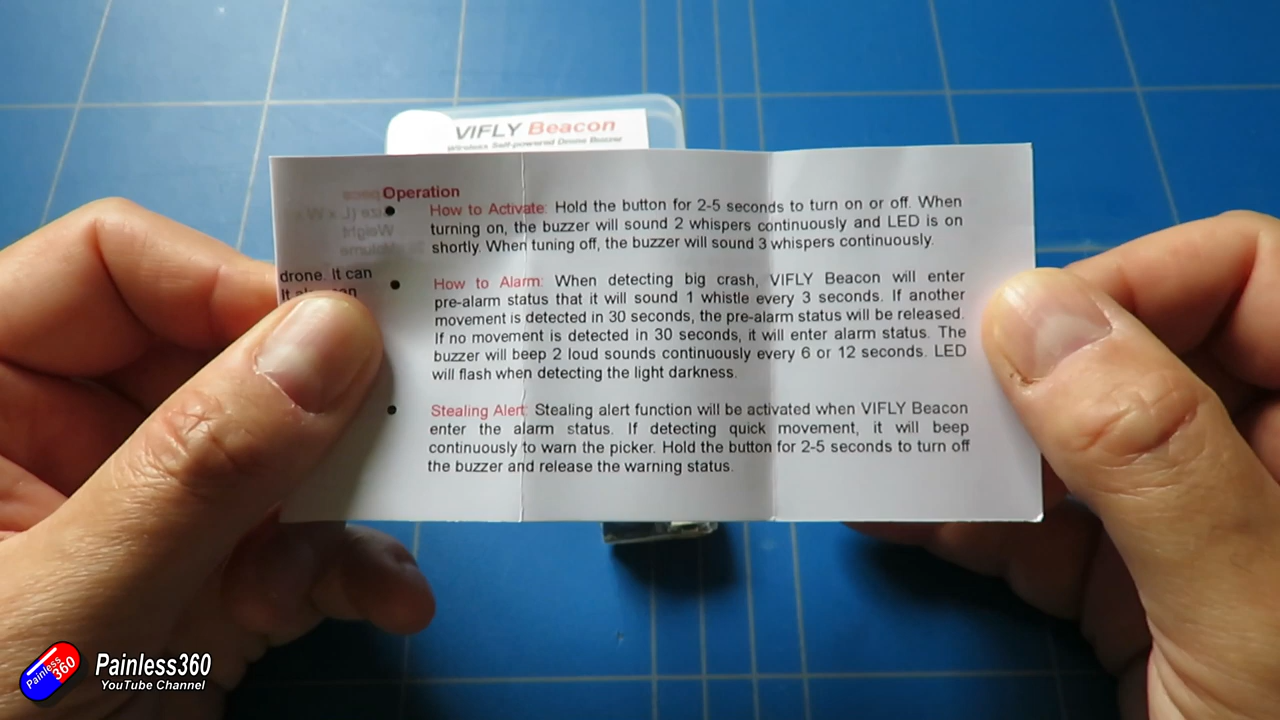 VIFLY Beacon
Wireless Self-powered Drone Buzzer
Operation
How to Activate: Hold the button for 2-5 seconds to turn on or off. When
turning on, the buzzer will sound 2 whispers continuously and LED is on
shortly. When tuning off, the buzzer will sound 3 whispers continuously.
drone. It can
How to Alarm: When detecting big crash, VIFLY Beacon will enter
pre-alarm status that it will sound 1 whistle every 3 seconds. If another
movement is detected in 30 seconds, the pre-alarm status will be released.
If no movement is detected in 30 seconds, it will enter alarm status. The
buzzer will beep 2 loud sounds continuously every 6 or 12 seconds. LED
will flash when detecting the light darkness.
Stealing Alert: Stealing alert function will be activated when VIFLY Beacon
enter the alarm status. If detecting quick movement, it will beep
continuously to warn the picker. Hold the button for 2-5 seconds to turn off
the buzzer and release the warning status.
Painless
360
Painless360
YouTube Channel